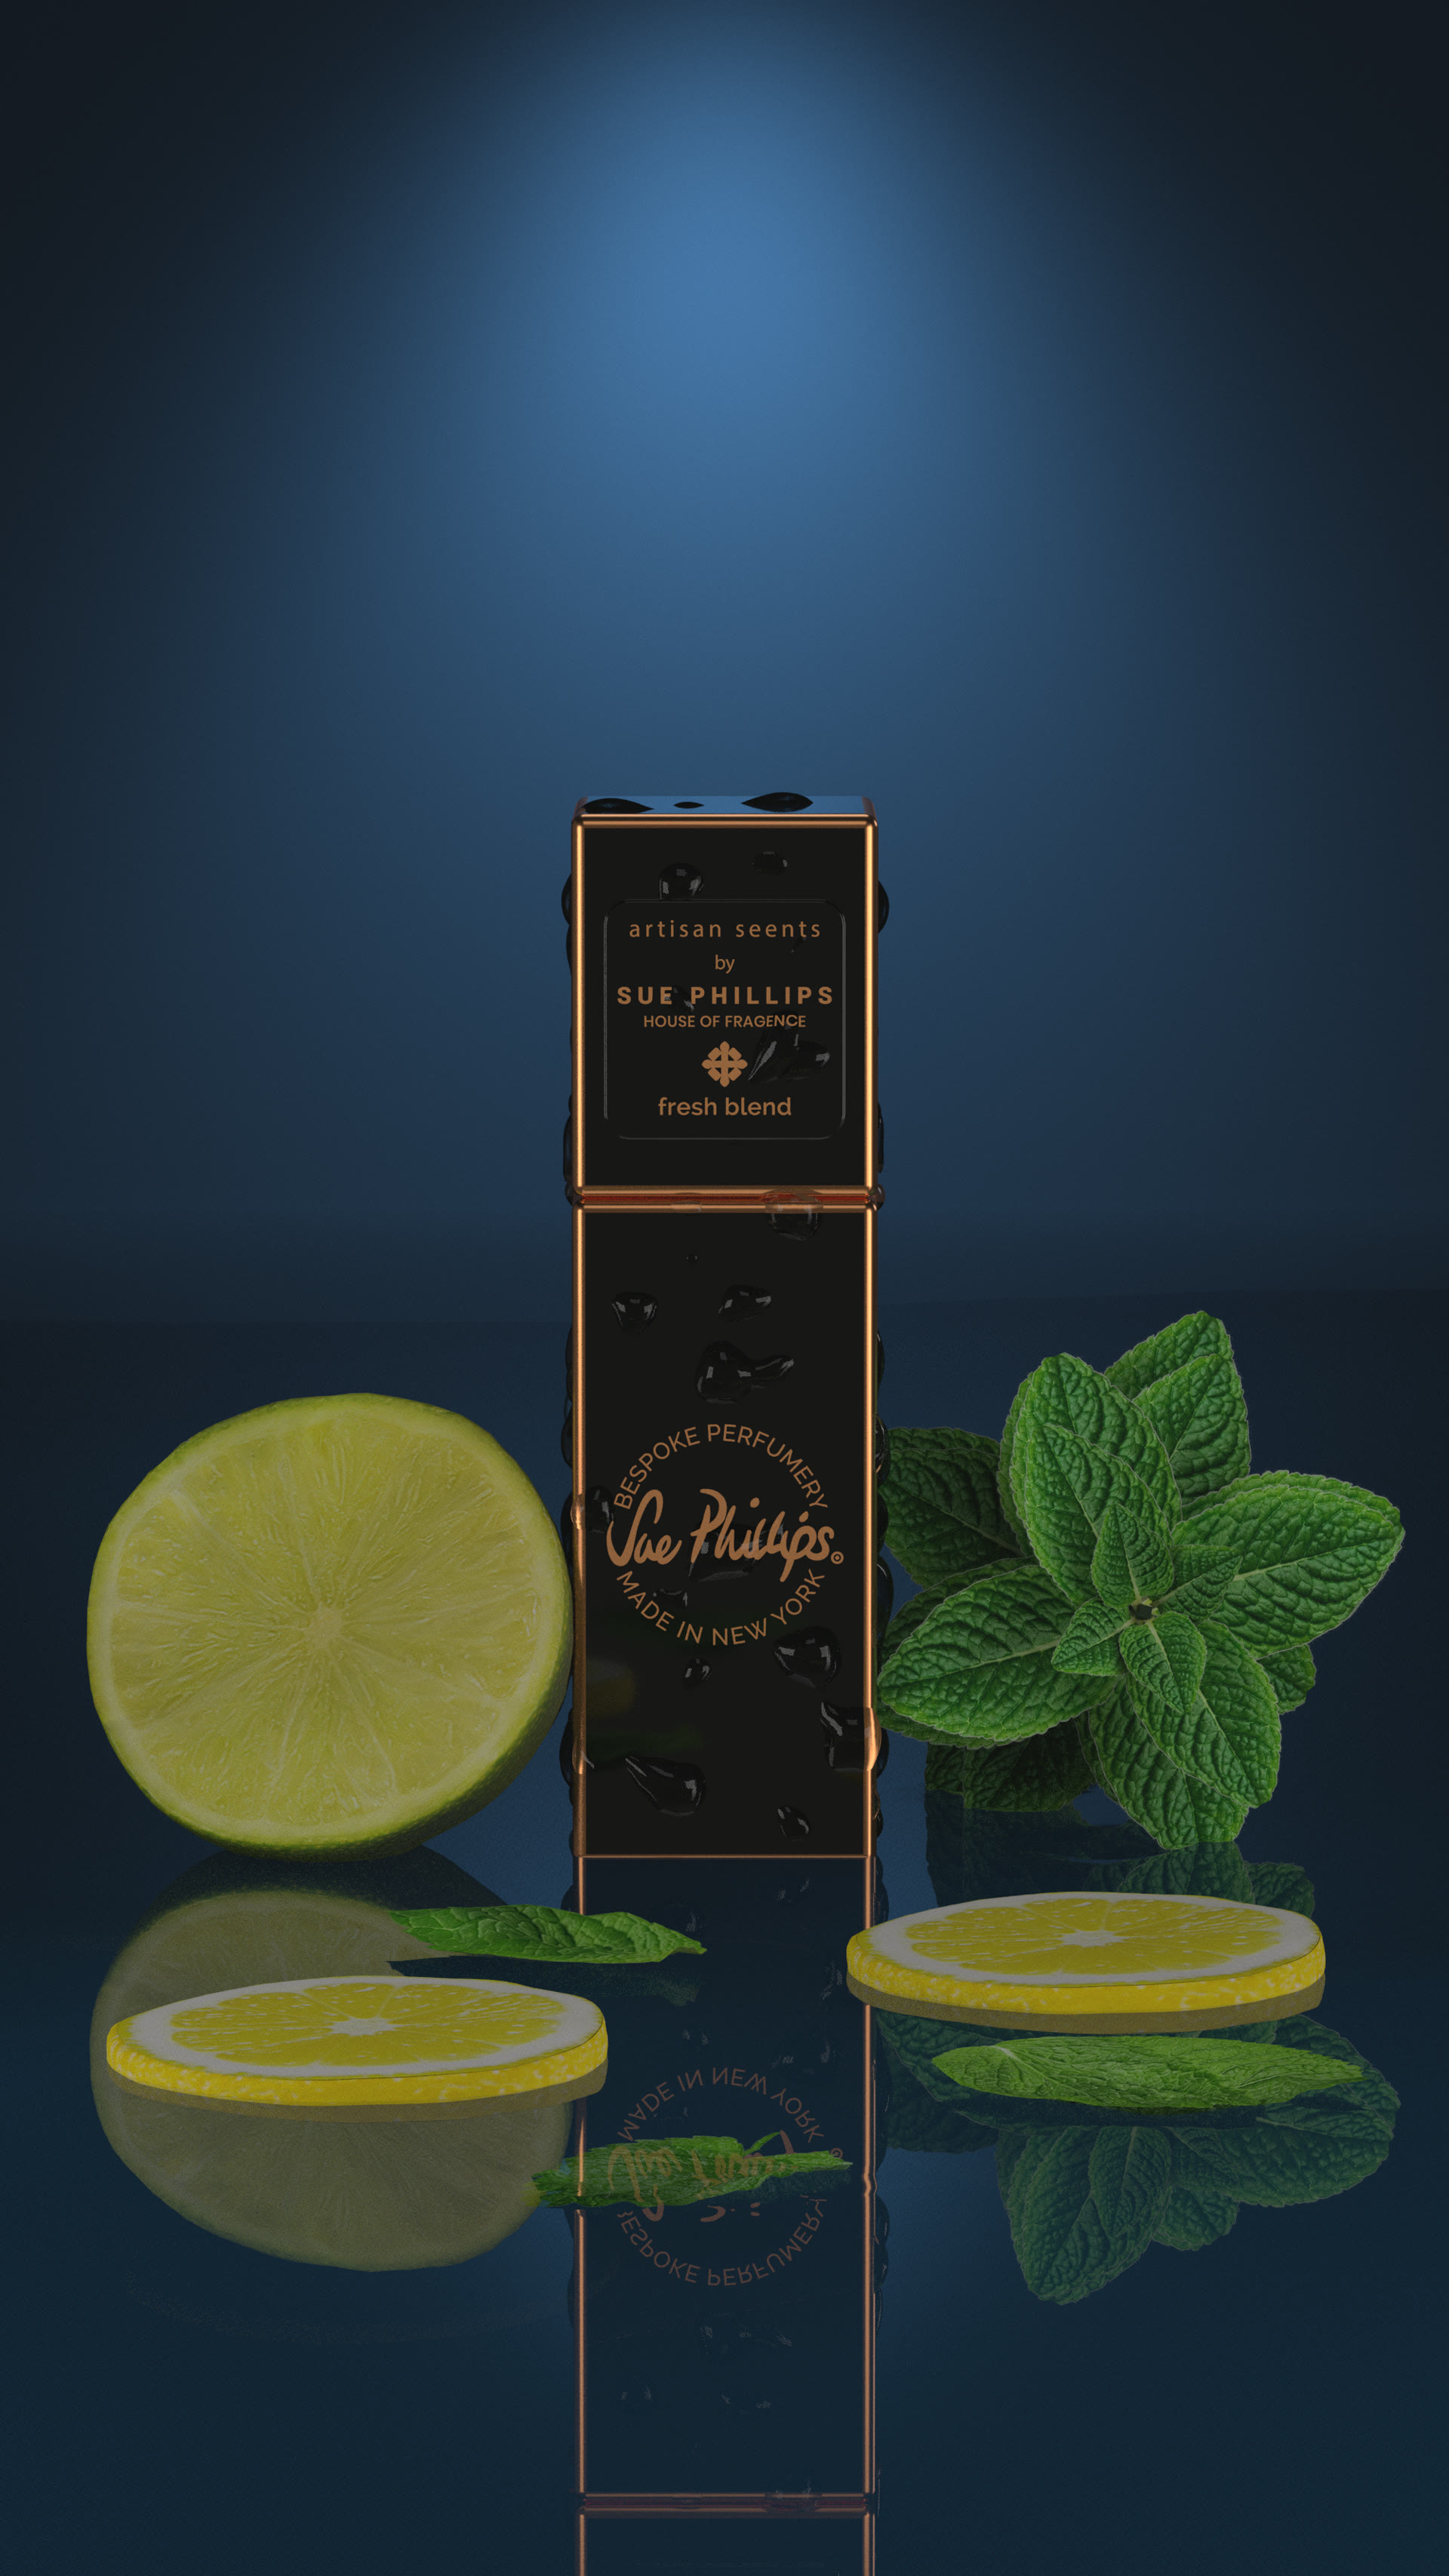 artisan seents
by
SUE PHILLIPS
HOUSE OF FRAGENCE
fresh blend
BESPOKE PERFUMERY
Sue Phillips
MADE IN NEW YORK